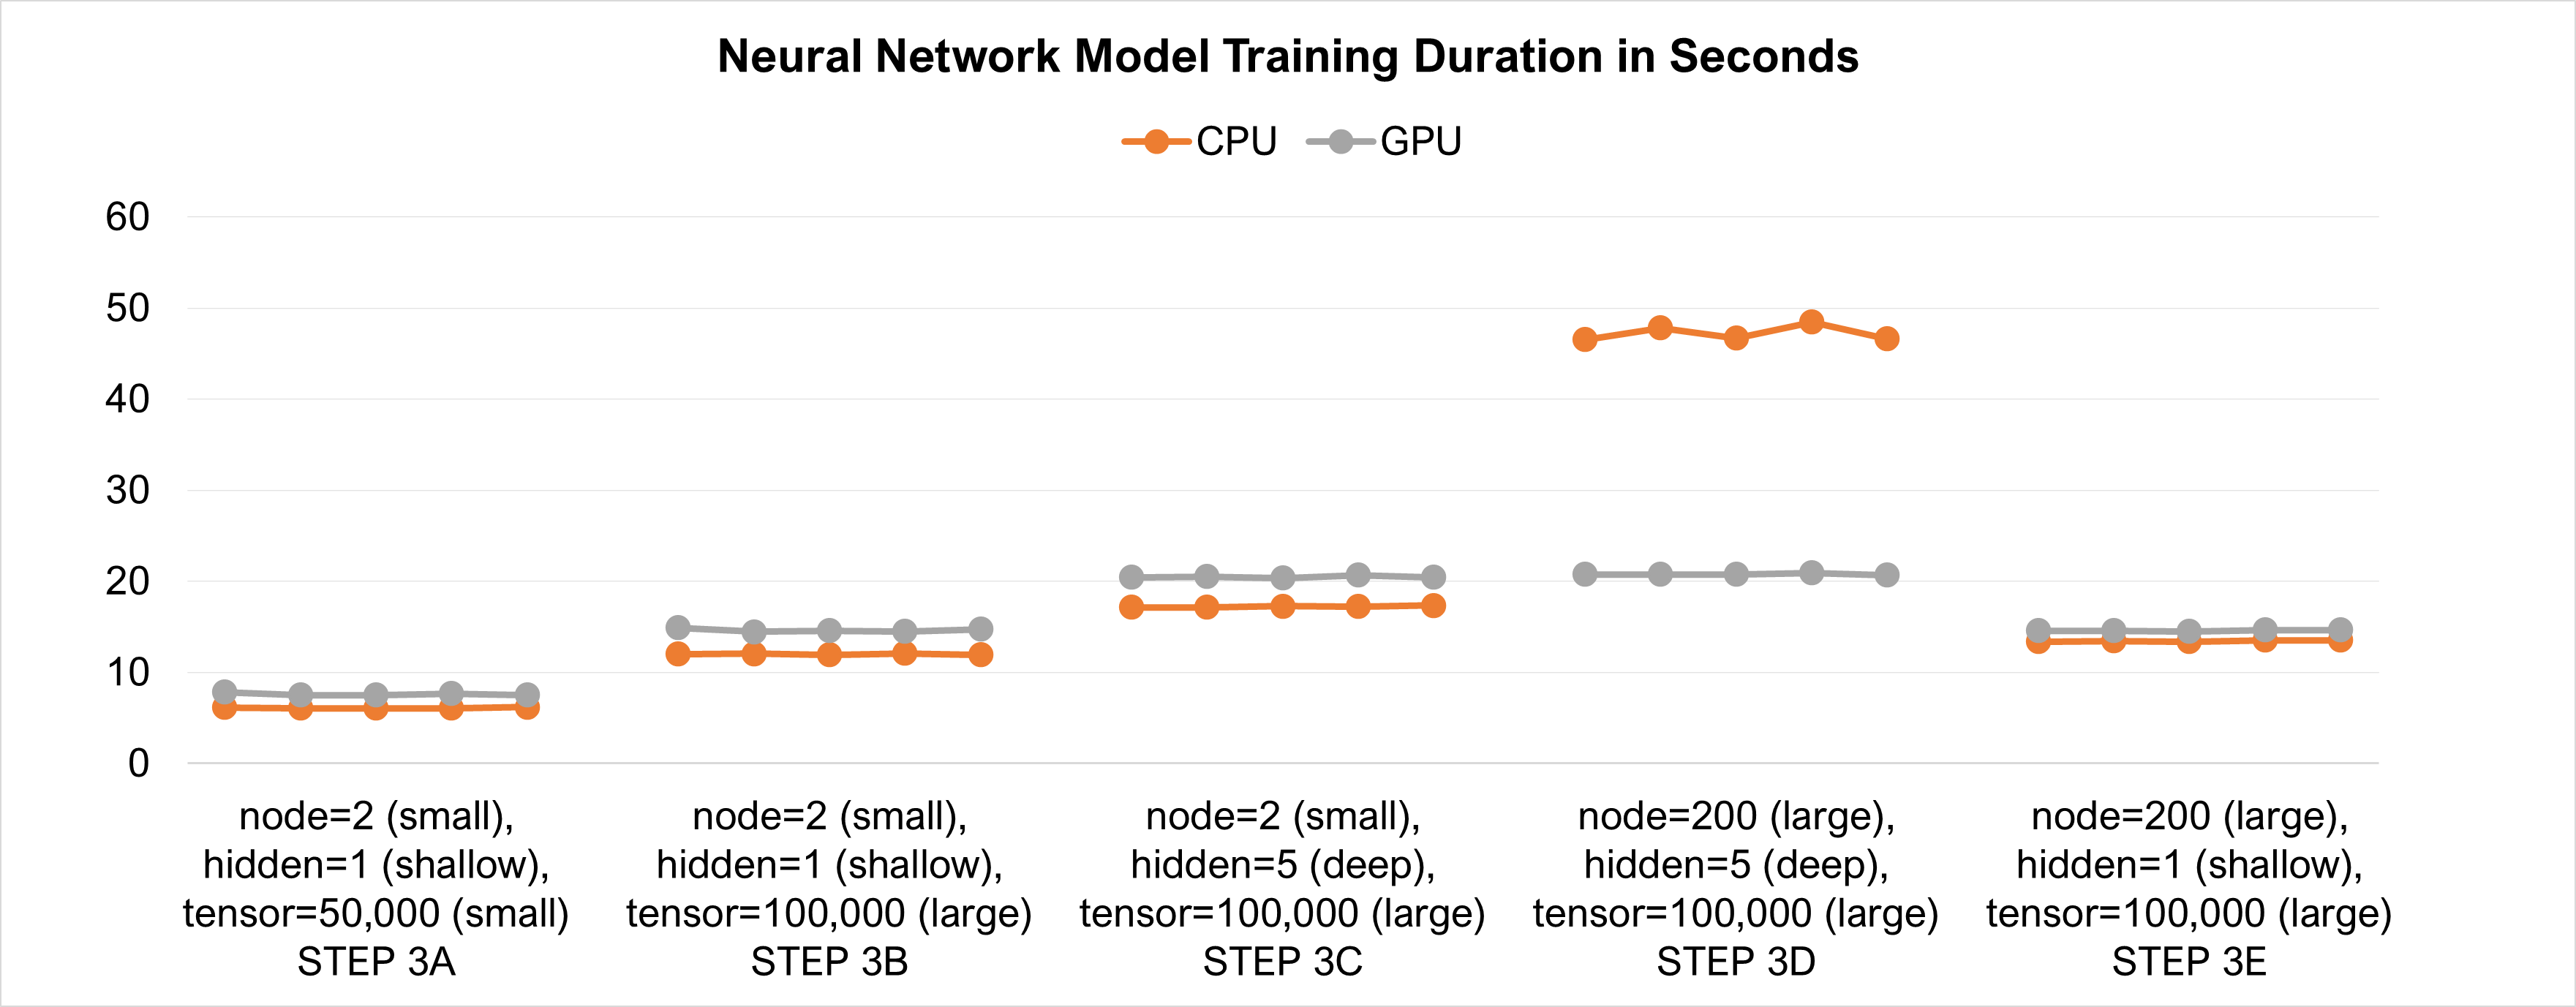 Neural Network Model Training Duration in Seconds
CPU GPU
60
50
40
30
20
10
0
node=2 (small),
hidden=1 (shallow),
tensor=50,000 (small)
STEP 3A
node=2 (small),
hidden=1 (shallow),
tensor=100,000 (large)
STEP 3B
node=2 (small),
hidden=5 (deep),
tensor=100,000 (large)
STEP 3C
node=200 (large),
hidden=5 (deep),
tensor=100,000 (large)
STEP 3D
node=200 (large),
hidden=1 (shallow),
tensor=100,000 (large)
STEP 3E